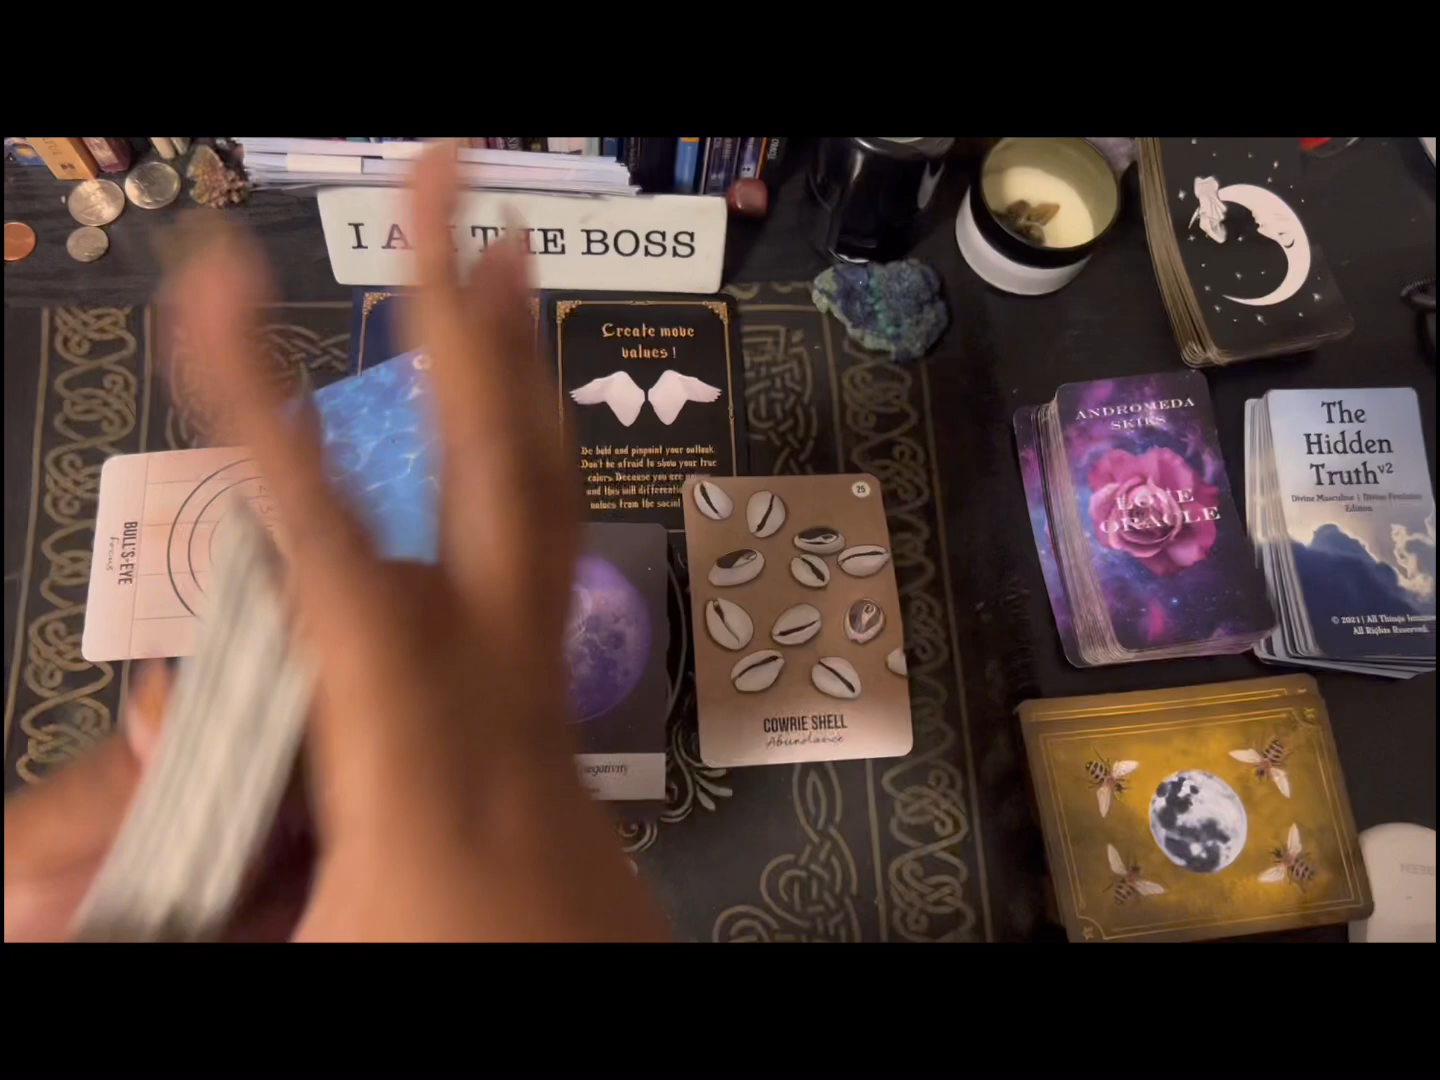 I A THE BOSS
Create move
values!
Be bold and pinpoint your outlook.
Don't be afraid to show your true
colors. Because you are
and this will differenti
values from the social
BULL'S-EYE
Focus
25
COWRIE SHELL
Abundance
negativity
ANDROMEDA
SKIES
LOVE
ORACLE
The
Hidden
Truth v2
Divine Masculine | Divine Feminine
Edition
© 2021 | All Things
All Rights Reserved.
ORACLE